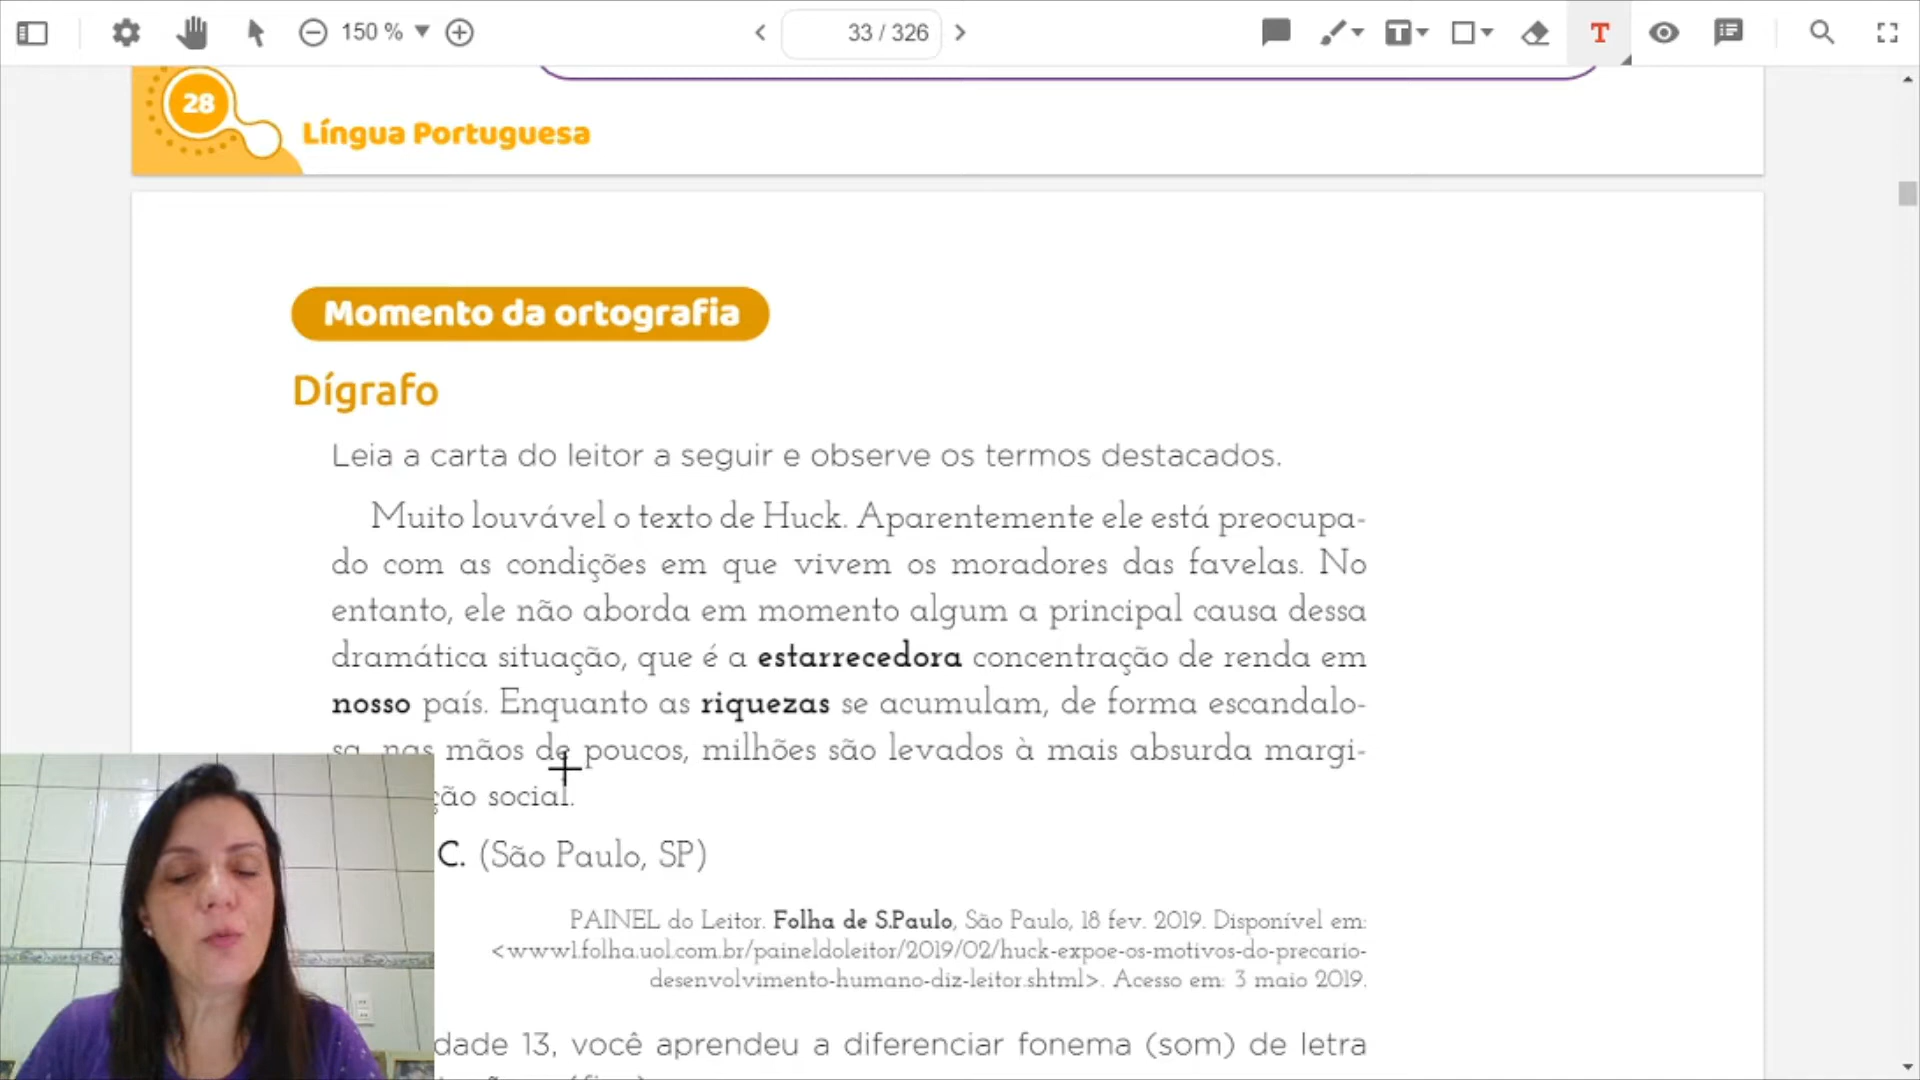 150 %
33 / 326
T
T
28
Língua Portuguesa
Momento da ortografia
Dígrafo
Leia a carta do leitor a seguir e observe os termos destacados.
Muito louvável o texto de Huck. Aparentemente ele está preocupa-
do com as condições em que vivem os moradores das favelas. No
entanto, ele não aborda em momento algum a principal causa dessa
dramática situação, que é a estarrecedora concentração de renda em
nosso país. Enquanto as riquezas se acumulam, de forma escandalo-
sa, nas mãos de poucos, milhões são levados à mais absurda margi-
ção social.
C. (São Paulo, SP)
PAINEL do Leitor. Folha de S.Paulo, São Paulo, 18 fev. 2019. Disponível em:
<www1.folha.uol.com.br/paineldoleitor/2019/02/huck-expoe-os-motivos-do-precario-
desenvolvimento-humano-diz-leitor.shtml>. Acesso em: 3 maio 2019.
dade 13, você aprendeu a diferenciar fonema (som) de letra